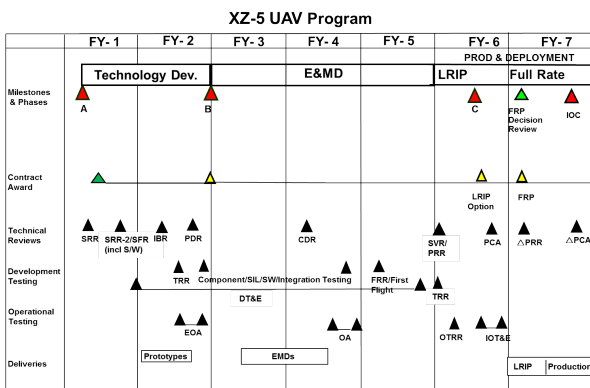 XZ-5 UAV Program
FY- 1 FY- 2 FY- 3 FY- 4 FY- 5 FY- 6 FY- 7
PROD & DEPLOYMENT
Technology Dev. E&MD LRIP Full Rate
Milestones
& Phases
A B C FRP
Decision
Review
IOC
Contract
Award
LRIP
Option
FRP
Technical
Reviews
SRR SRR-2/SFR
(incl S/W)
IBR PDR CDR SVR/
PRR
PCA △PRR △PCA
Development
Testing
TRR Component/SIL/SW/Integration Testing FRR/First
Flight
DT&E TRR
Operational
Testing
EOA OA OTRR IOT&E
Deliveries
Prototypes EMDs LRIP Production